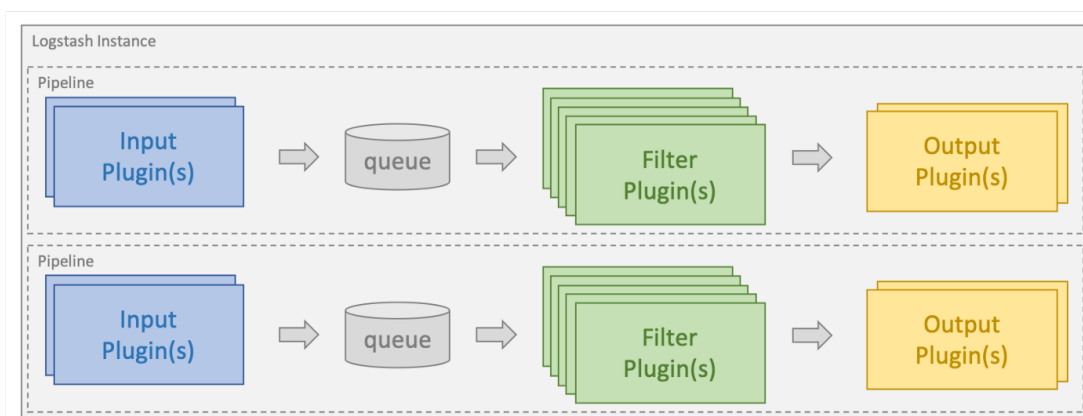 Logstash Instance
Pipeline
Input
Plugin(s)
queue
Filter
Plugin(s)
Output
Plugin(s)
Pipeline
Input
Plugin(s)
queue
Filter
Plugin(s)
Output
Plugin(s)